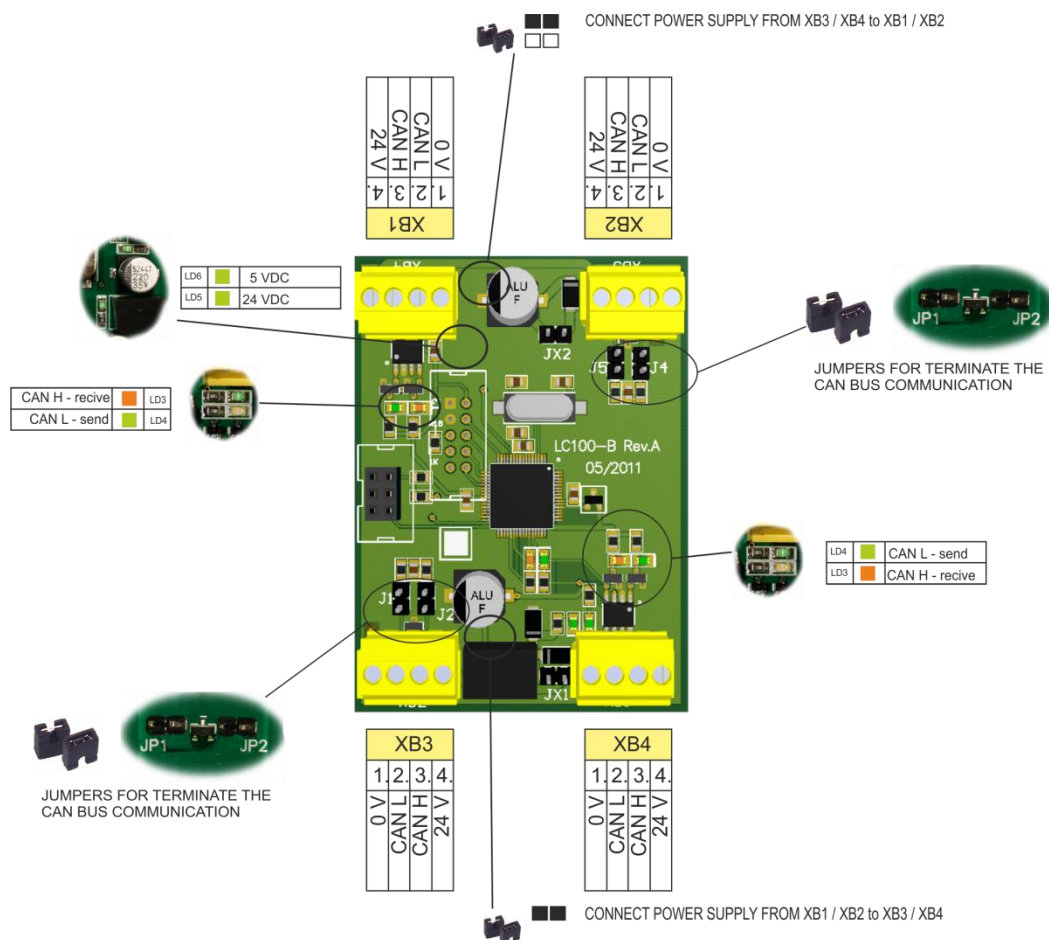 CONNECT POWER SUPPLY FROM XB3 / XB4 to XB1 / XB2
1. 0 V
2. CAN L
3. CAN H
4. 24 V
XB1
1. 0 V
2. CAN L
3. CAN H
4. 24 V
XB2
52447
220
35V
LD6 5 VDC
LD5 24 VDC
ALU
F
JX2
J5 J4
JP1 JP2
JUMPERS FOR TERMINATE THE
CAN BUS COMMUNICATION
CAN H - recive LD3
CAN L - send LD4
LC100-B Rev.A
05/2011
LD4 CAN L - send
LD3 CAN H - recive
J1 J2
ALU
F
JX1
JP1 JP2
JUMPERS FOR TERMINATE THE
CAN BUS COMMUNICATION
XB3
1. 0 V
2. CAN L
3. CAN H
4. 24 V
XB4
1. 0 V
2. CAN L
3. CAN H
4. 24 V
CONNECT POWER SUPPLY FROM XB1 / XB2 to XB3 / XB4